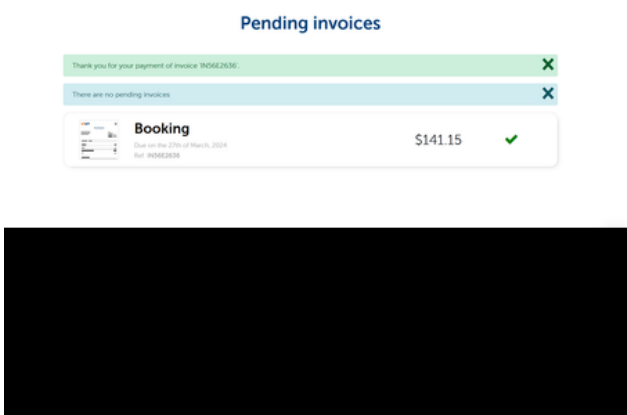 Pending invoices
Thank you for your payment of invoice 'IN56E2636'.
There are no pending invoices
Booking
Due on the 27th of March, 2024
Ref: IN56E2636
$141.15